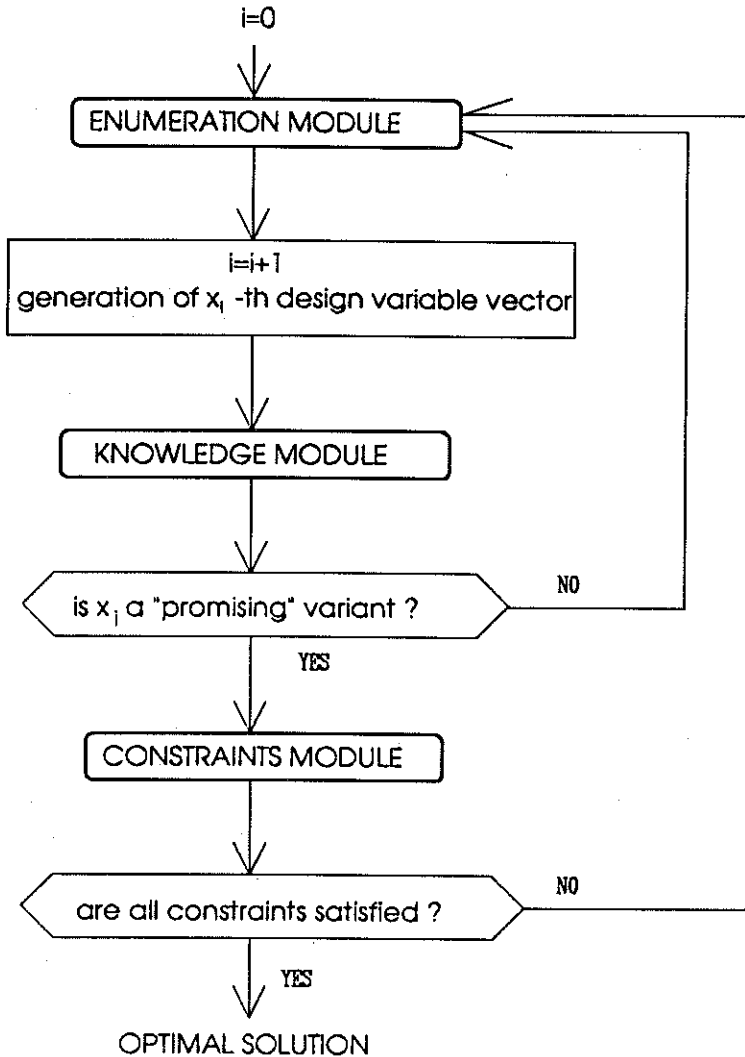 i=0
ENUMERATION MODULE
i=i+1
generation of x_i -th design variable vector
KNOWLEDGE MODULE
is x_i a "promising" variant ?
NO
YES
CONSTRAINTS MODULE
are all constraints satisfied ?
NO
YES
OPTIMAL SOLUTION